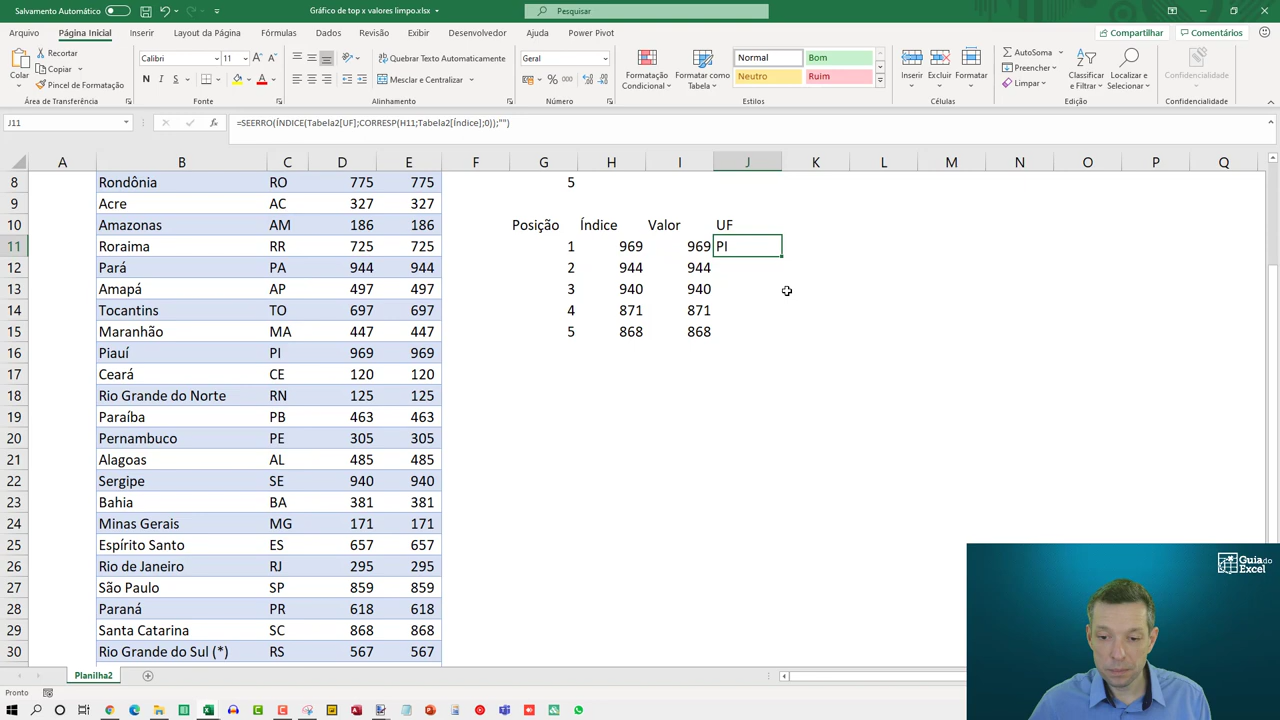 Salvamento Automático
Gráfico de top x valores limpo.xlsx
Pesquisar
Arquivo Página Inicial Inserir Layout da Página Fórmulas Dados Revisão Exibir Desenvolvedor Ajuda Power Pivot Compartilhar Comentários
Colar
Recortar
Copiar
Pincel de Formatação
Área de Transferência
Calibri 11
N I S
Fonte
Quebrar Texto Automaticamente
Mesclar e Centralizar
Alinhamento
Geral
% 000
Número
Formatação Condicional
Formatar como Tabela
Normal Bom
Neutro Ruim
Estilos
Inserir Excluir Formatar
Células
AutoSoma
Preencher
Limpar
Classificar e Filtrar
Localizar e Selecionar
Edição
Confidencialidade
Confidencialidade
J11 fx =SEERRO(ÍNDICE(Tabela2[UF];CORRESP(H11;Tabela2[Índice];0));"")
A B C D E F G H I J K L M N O P Q
8 Rondônia RO 775 775 5
9 Acre AC 327 327
10 Amazonas AM 186 186 Posição Índice Valor UF
11 Roraima RR 725 725 1 969 969 PI
12 Pará PA 944 944 2 944 944
13 Amapá AP 497 497 3 940 940
14 Tocantins TO 697 697 4 871 871
15 Maranhão MA 447 447 5 868 868
16 Piauí PI 969 969
17 Ceará CE 120 120
18 Rio Grande do Norte RN 125 125
19 Paraíba PB 463 463
20 Pernambuco PE 305 305
21 Alagoas AL 485 485
22 Sergipe SE 940 940
23 Bahia BA 381 381
24 Minas Gerais MG 171 171
25 Espírito Santo ES 657 657
26 Rio de Janeiro RJ 295 295
27 São Paulo SP 859 859
28 Paraná PR 618 618
29 Santa Catarina SC 868 868
30 Rio Grande do Sul (*) RS 567 567
Guia do Excel
Planilha2
Pronto